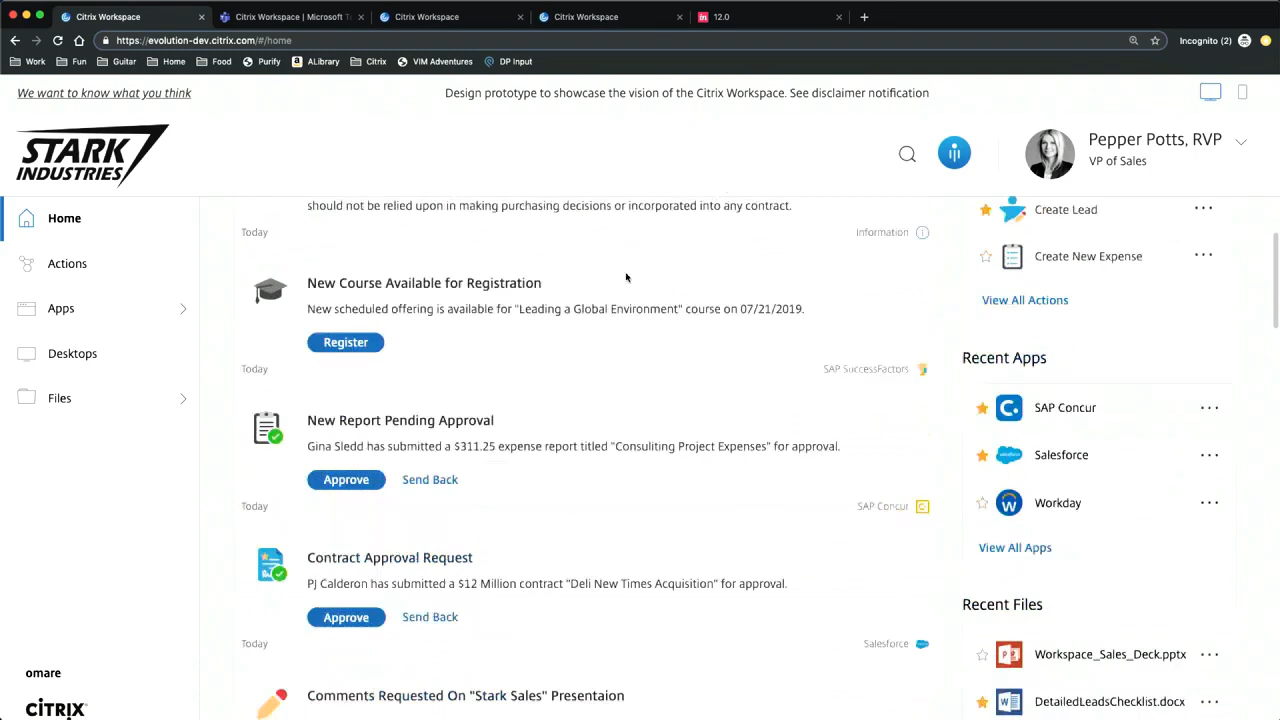 Citrix Workspace
Citrix Workspace | Microsoft T
Citrix Workspace
Citrix Workspace
12.0
https://evolution-dev.citrix.com/#/home
Incognito (2)
Work
Fun
Guitar
Home
Food
Purify
ALibrary
Citrix
VIM Adventures
DP Input
We want to know what you think
Design prototype to showcase the vision of the Citrix Workspace. See disclaimer notification
STARK
INDUSTRIES
Pepper Potts, RVP
VP of Sales
Home
Actions
Apps
Desktops
Files
omare
CITRIX
should not be relied upon in making purchasing decisions or incorporated into any contract.
Today
Information
New Course Available for Registration
New scheduled offering is available for "Leading a Global Environment" course on 07/21/2019.
Register
Today
SAP SuccessFactors
New Report Pending Approval
Gina Sledd has submitted a $311.25 expense report titled "Consuliting Project Expenses" for approval.
Approve
Send Back
Today
SAP Concur
Contract Approval Request
PJ Calderon has submitted a $12 Million contract "Deli New Times Acquisition" for approval.
Approve
Send Back
Today
Salesforce
Comments Requested On "Stark Sales" Presentaion
Create Lead
Create New Expense
View All Actions
Recent Apps
SAP Concur
Salesforce
Workday
View All Apps
Recent Files
Workspace_Sales_Deck.pptx
DetailedLeadsChecklist.docx